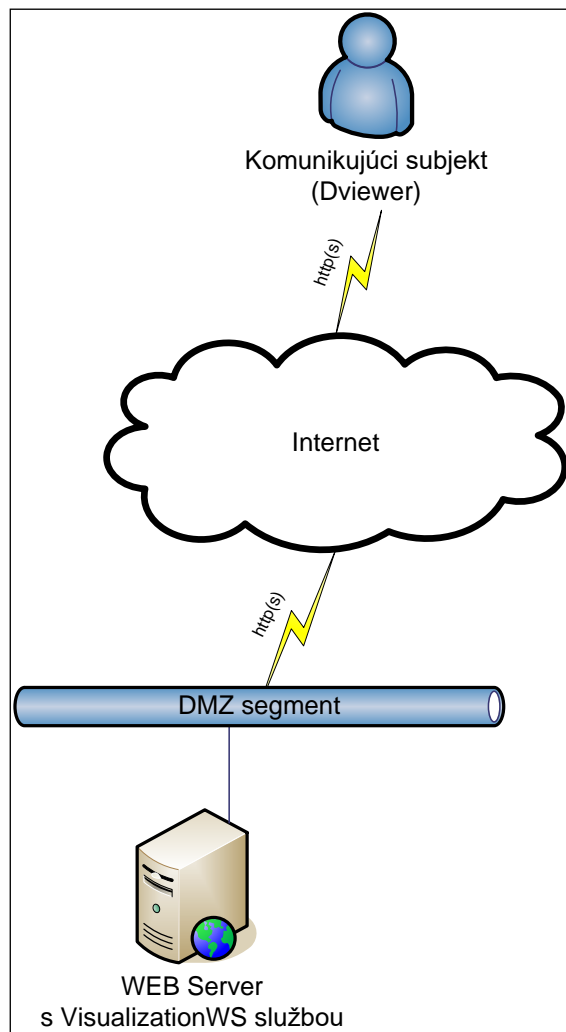 Komunikujúci subjekt
(Dviewer)
http(s)
Internet
http(s)
DMZ segment
WEB Server
s VisualizationWS službou